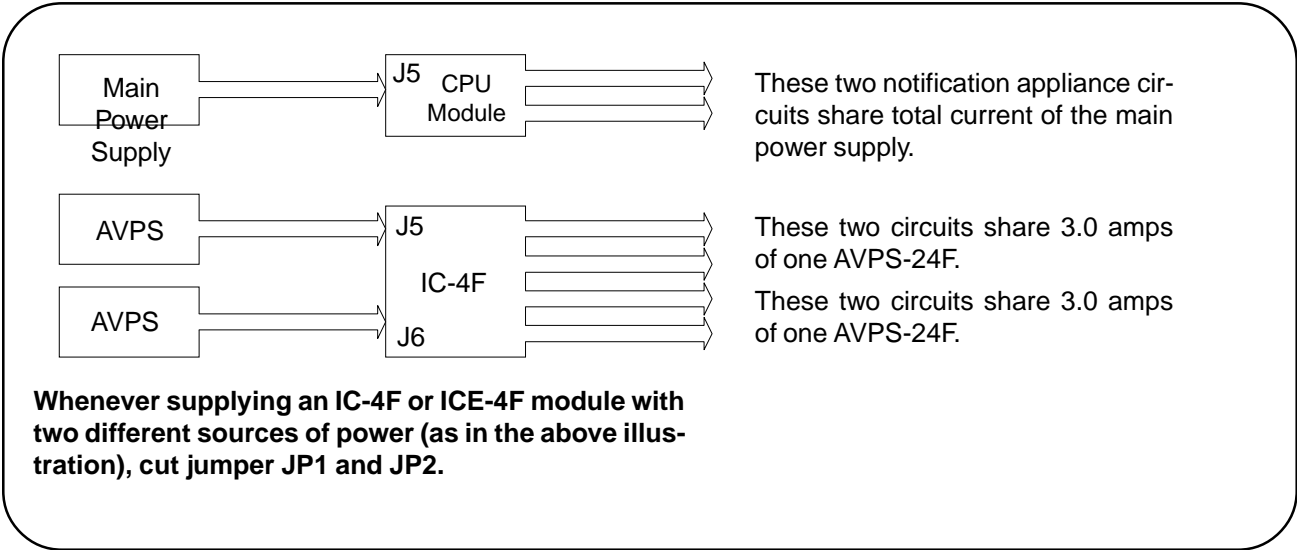 Main
Power
Supply
J5
CPU
Module
These two notification appliance cir-
cuits share total current of the main
power supply.
AVPS
J5
These two circuits share 3.0 amps
of one AVPS-24F.
IC-4F
AVPS
J6
These two circuits share 3.0 amps
of one AVPS-24F.
Whenever supplying an IC-4F or ICE-4F module with
two different sources of power (as in the above illus-
tration), cut jumper JP1 and JP2.